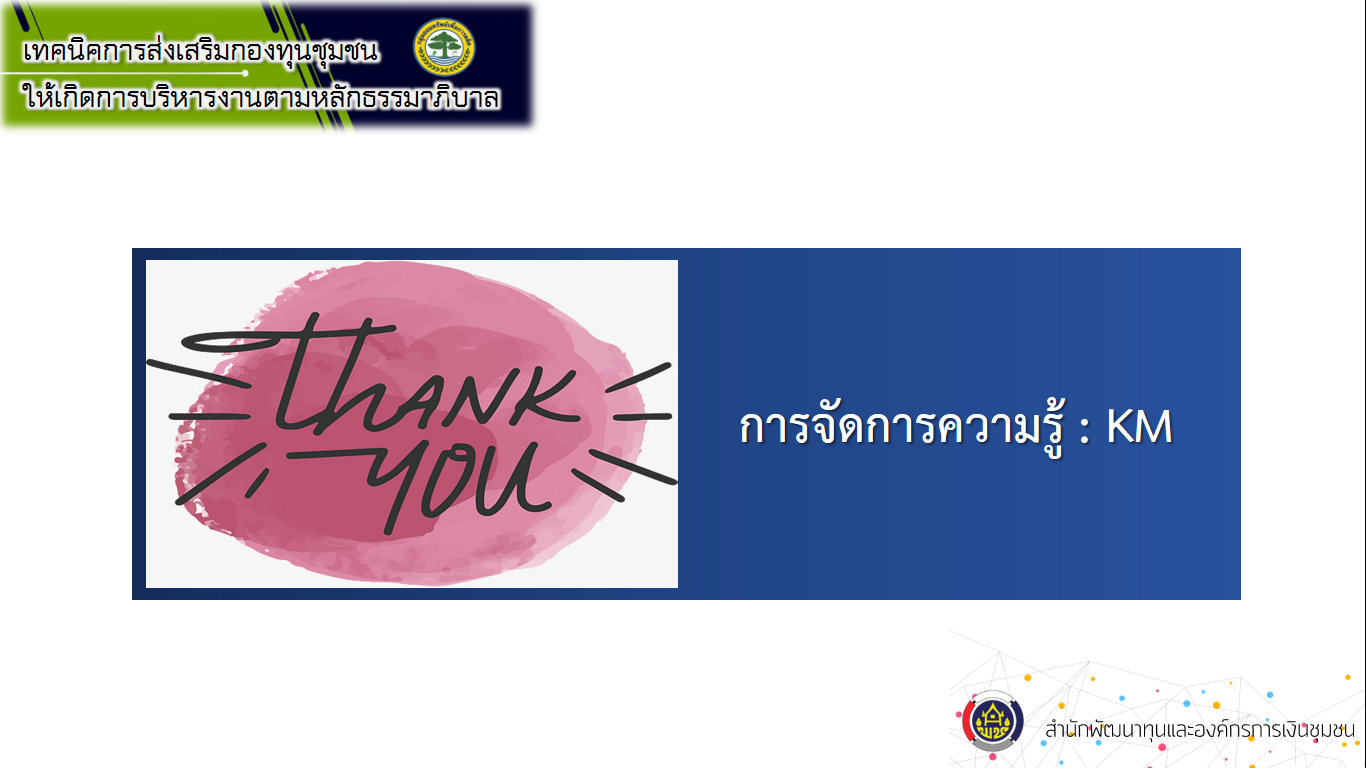 เทคนิคการส่งเสริมกองทุนชุมชน
ให้เกิดการบริหารงานตามหลักธรรมาภิบาล
THANK
YOU
การจัดการความรู้ : KM
สำนักพัฒนาทุนและองค์กรการเงินชุมชน